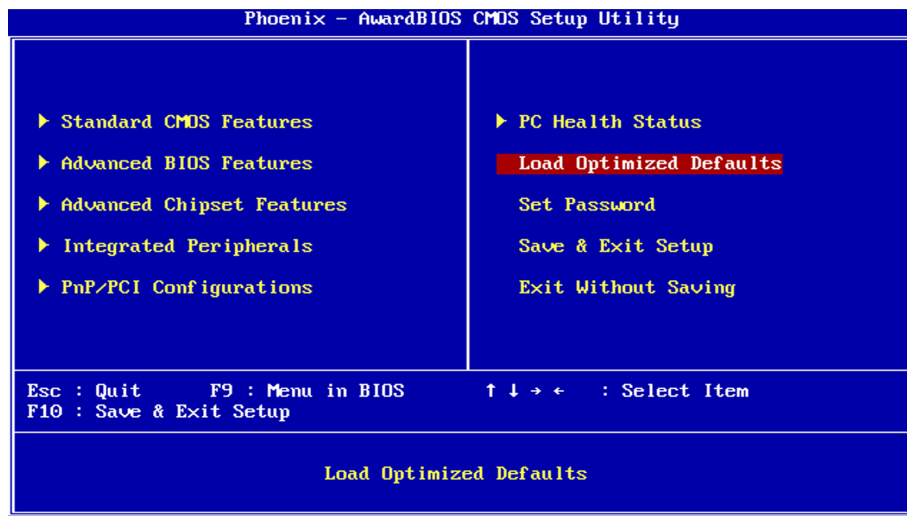 Phoenix - AwardBIOS CMOS Setup Utility
Standard CMOS Features
Advanced BIOS Features
Advanced Chipset Features
Integrated Peripherals
PnP/PCI Configurations
PC Health Status
Load Optimized Defaults
Set Password
Save & Exit Setup
Exit Without Saving
Esc : Quit F9 : Menu in BIOS ↑ ↓ → ← : Select Item
F10 : Save & Exit Setup
Load Optimized Defaults